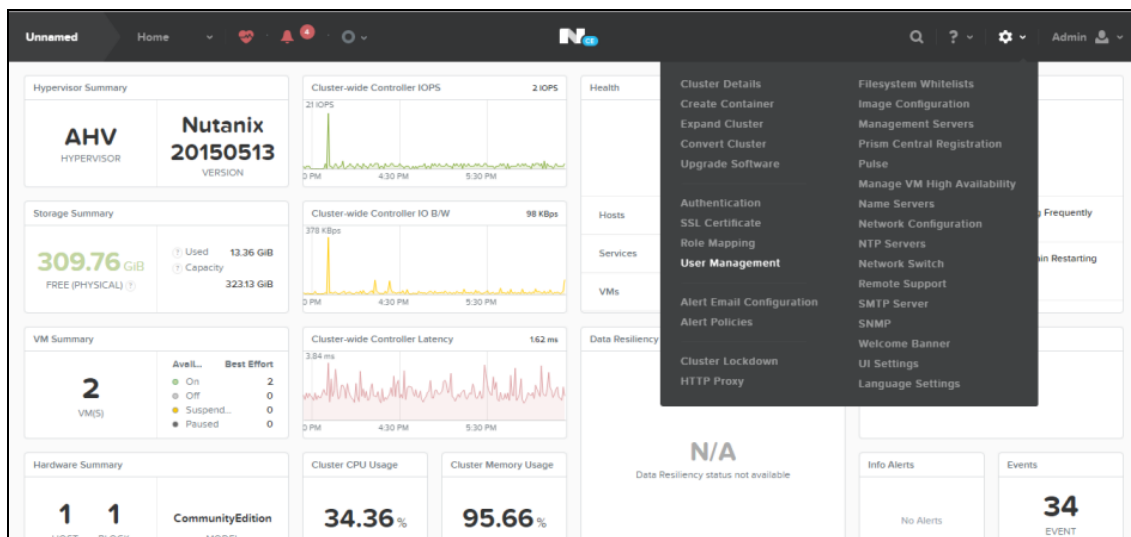 Unnamed
Home
4
N CE
?
Admin
Hypervisor Summary
AHV
HYPERVISOR
Nutanix
20150513
VERSION
Cluster-wide Controller IOPS 2 IOPS
21 IOPS
0 PM 4:30 PM 5:30 PM
Health
Hosts
Services
VMs
Cluster Details
Create Container
Expand Cluster
Convert Cluster
Upgrade Software
Authentication
SSL Certificate
Role Mapping
User Management
Alert Email Configuration
Alert Policies
Cluster Lockdown
HTTP Proxy
Filesystem Whitelists
Image Configuration
Management Servers
Prism Central Registration
Pulse
Manage VM High Availability
Name Servers
Network Configuration
NTP Servers
Network Switch
Remote Support
SMTP Server
SNMP
Welcome Banner
UI Settings
Language Settings
Frequently
Restarting
Storage Summary
309.76 GiB
FREE (PHYSICAL) ?
? Used 13.36 GiB
? Capacity
323.13 GiB
Cluster-wide Controller IO B/W 98 KBps
378 KBps
0 PM 4:30 PM 5:30 PM
VM Summary
2
VM(S)
Avail... Best Effort
On 2
Off 0
Suspend... 0
Paused 0
Cluster-wide Controller Latency 1.62 ms
3.84 ms
0 PM 4:30 PM 5:30 PM
Data Resiliency
N/A
Data Resiliency status not available
Hardware Summary
1 1
HOST BLOCK
CommunityEdition
MODEL
Cluster CPU Usage
34.36 %
Cluster Memory Usage
95.66 %
Info Alerts
No Alerts
Events
34
EVENT